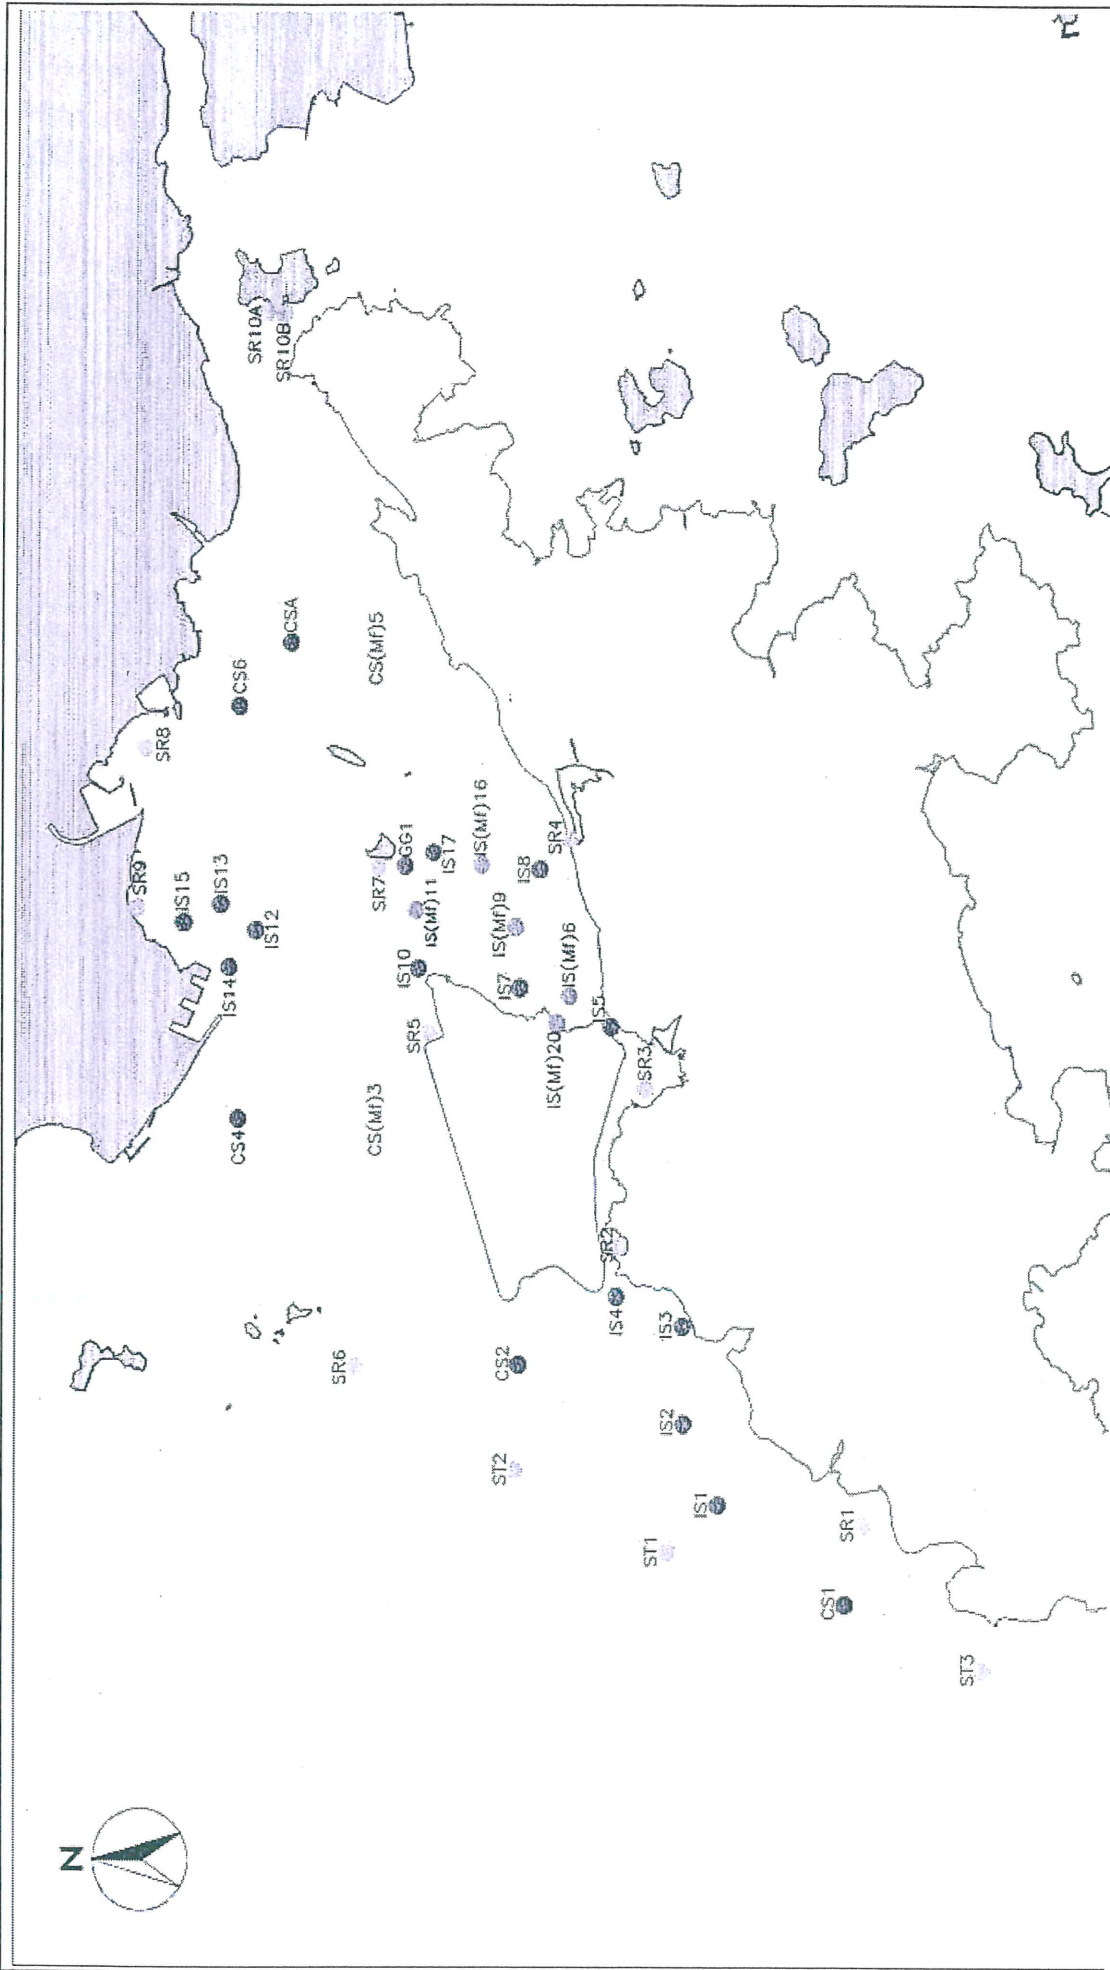 N
SR9
SR8
IS15
IS13
IS14
IS12
CS4
CS6
CSA
SR10A
SR10B
SR6
CS(Mf)3
SR7
CS(Mf)5
GG1
IS(Mf)11
IS10
SR5
IS17
IS(Mf)16
ST2
CS2
IS7
IS(Mf)9
IS8
SR4
IS(Mf)20
IS(Mf)6
IS5
SR2
SR3
IS4
ST1
IS2
IS3
IS1
CS1
SR1
ST3